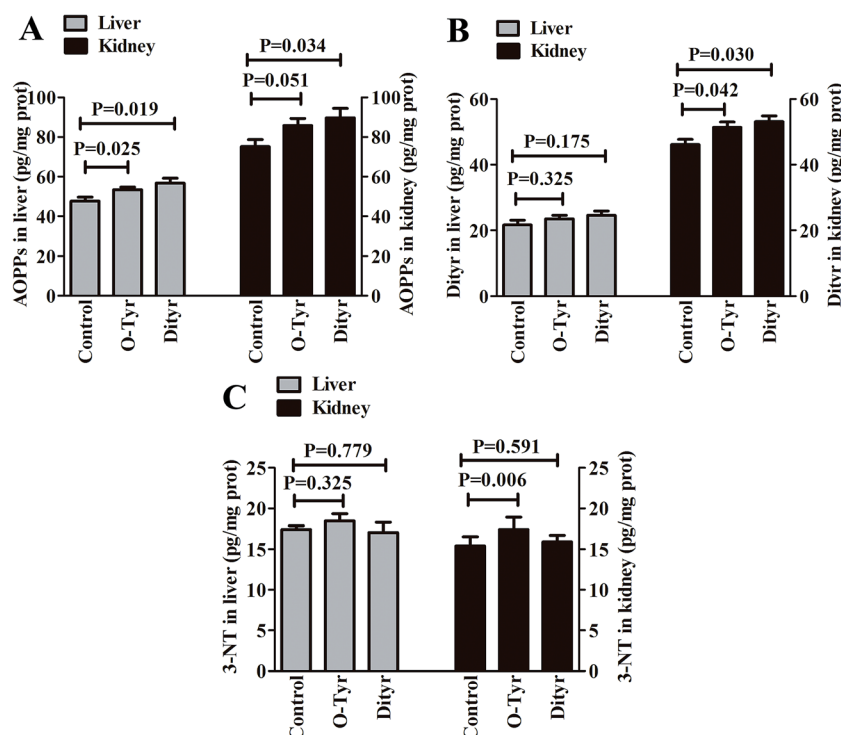 A
Liver
Kidney
P=0.034
P=0.051
P=0.019
P=0.025
AOPPs in liver (pg/mg prot)
100
80
60
40
20
0
100
80
60
40
20
0
AOPPs in kidney (pg/mg prot)
Control
O-Tyr
Dityr
Control
O-Tyr
Dityr
B
Liver
Kidney
P=0.030
P=0.042
P=0.175
P=0.325
Dityr in liver (pg/mg prot)
60
40
20
0
60
40
20
0
Dityr in kidney (pg/mg prot)
Control
O-Tyr
Dityr
Control
O-Tyr
Dityr
C
Liver
Kidney
P=0.779
P=0.325
P=0.591
P=0.006
3-NT in liver (pg/mg prot)
25
20
15
10
5
0
25
20
15
10
5
0
3-NT in kidney (pg/mg prot)
Control
O-Tyr
Dityr
Control
O-Tyr
Dityr